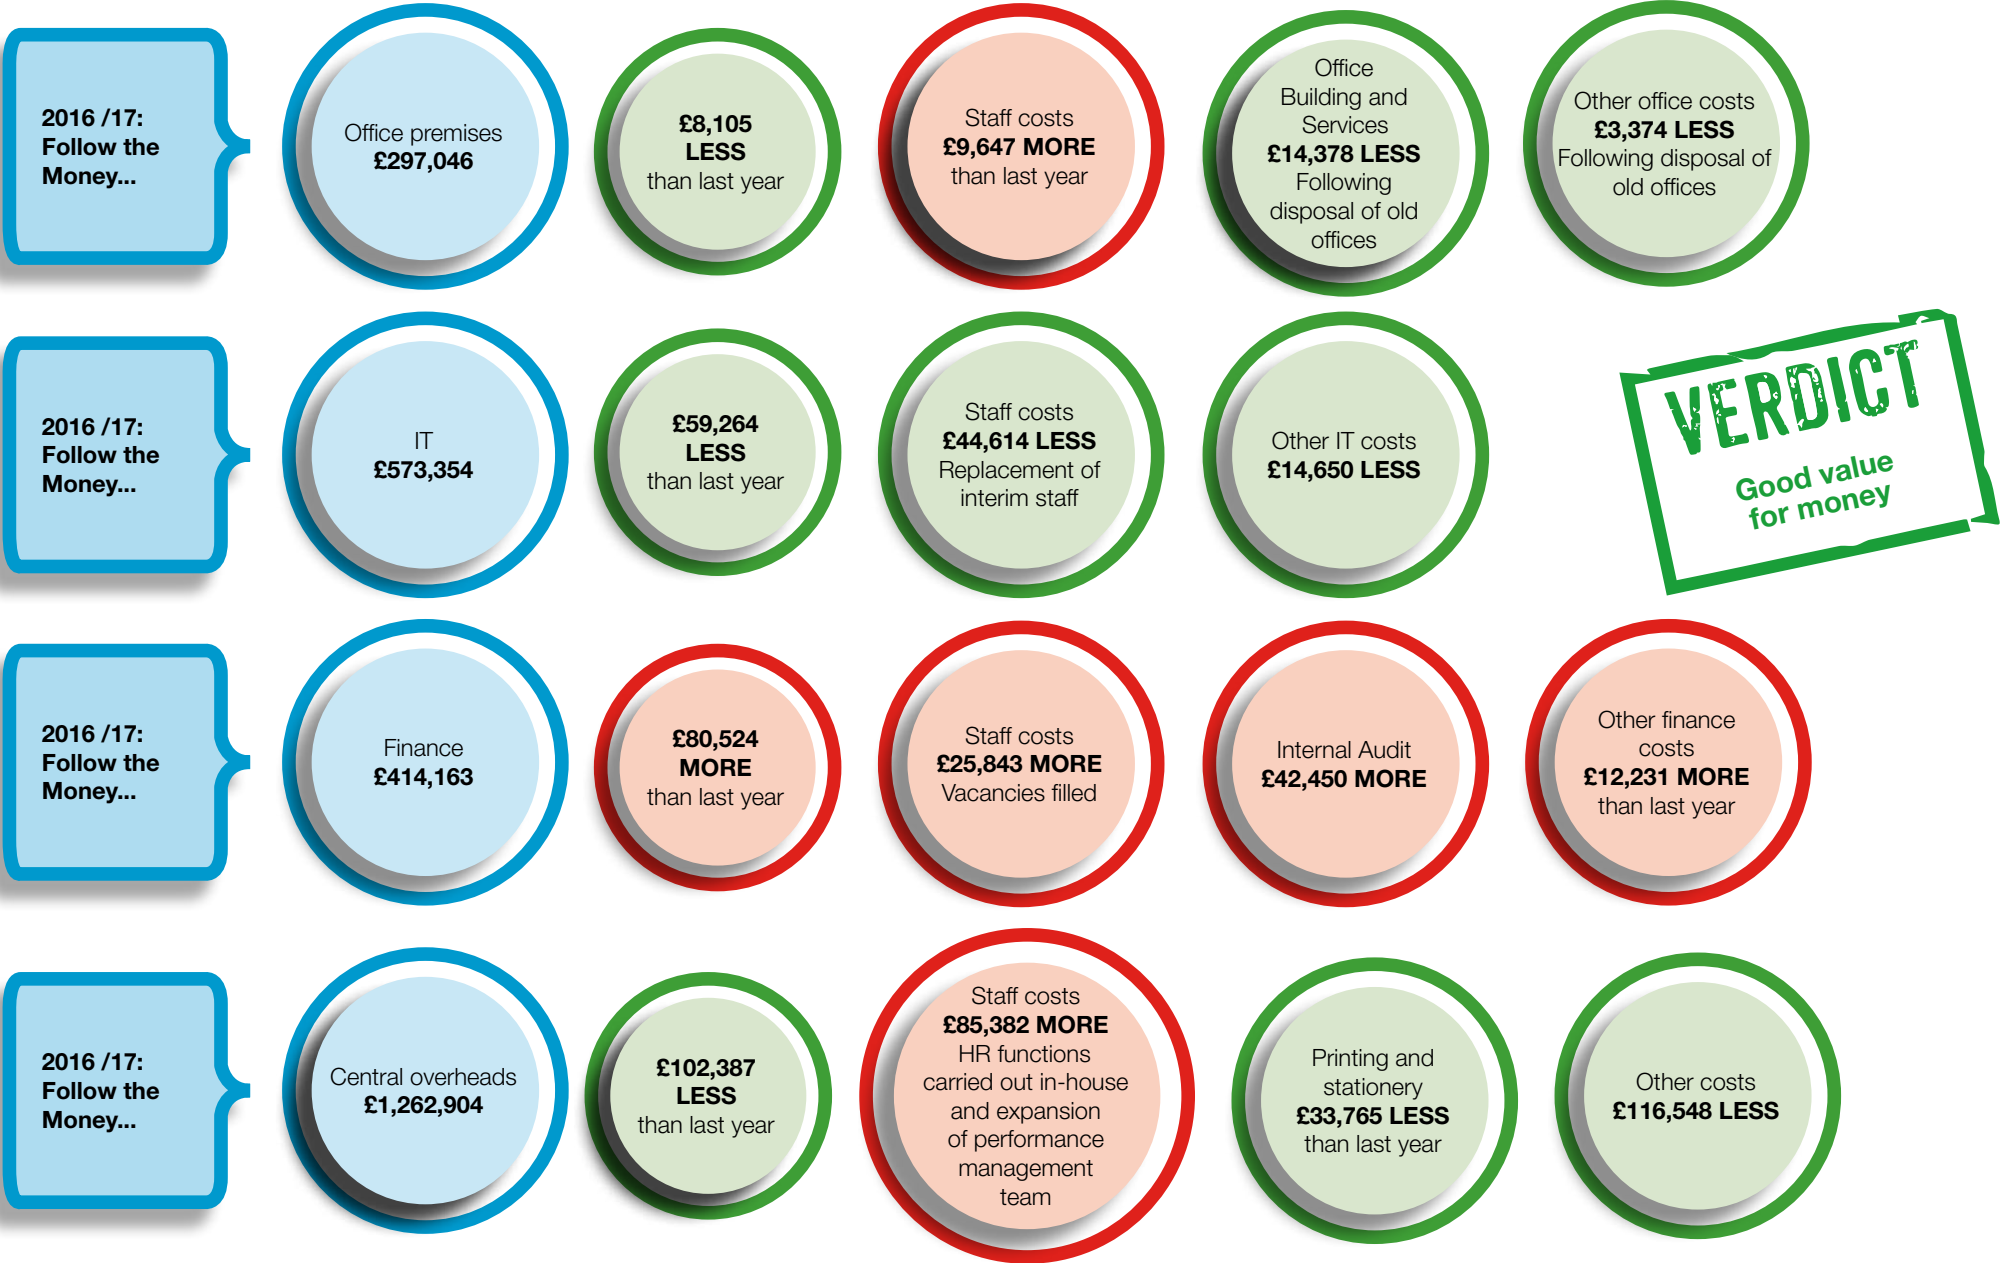 2016 /17:
Follow the
Money...
Office premises
£297,046
£8,105
LESS
than last year
Staff costs
£9,647 MORE
than last year
Office
Building and
Services
£14,378 LESS
Following
disposal of old
offices
Other office costs
£3,374 LESS
Following disposal of
old offices
2016 /17:
Follow the
Money...
IT
£573,354
£59,264
LESS
than last year
Staff costs
£44,614 LESS
Replacement of
interim staff
Other IT costs
£14,650 LESS
VERDICT
Good value
for money
2016 /17:
Follow the
Money...
Finance
£414,163
£80,524
MORE
than last year
Staff costs
£25,843 MORE
Vacancies filled
Internal Audit
£42,450 MORE
Other finance
costs
£12,231 MORE
than last year
2016 /17:
Follow the
Money...
Central overheads
£1,262,904
£102,387
LESS
than last year
Staff costs
£85,382 MORE
HR functions
carried out in-house
and expansion
of performance
management
team
Printing and
stationery
£33,765 LESS
than last year
Other costs
£116,548 LESS